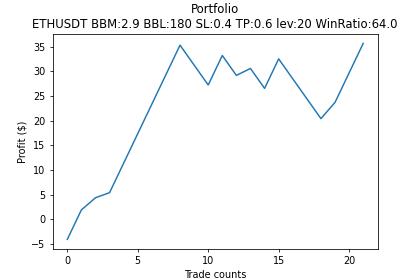 Portfolio
ETHUSDT BBM:2.9 BBL:180 SL:0.4 TP:0.6 lev:20 WinRatio:64.0
35
30
25
20
15
10
5
0
−5
Profit ($)
0 5 10 15 20
Trade counts